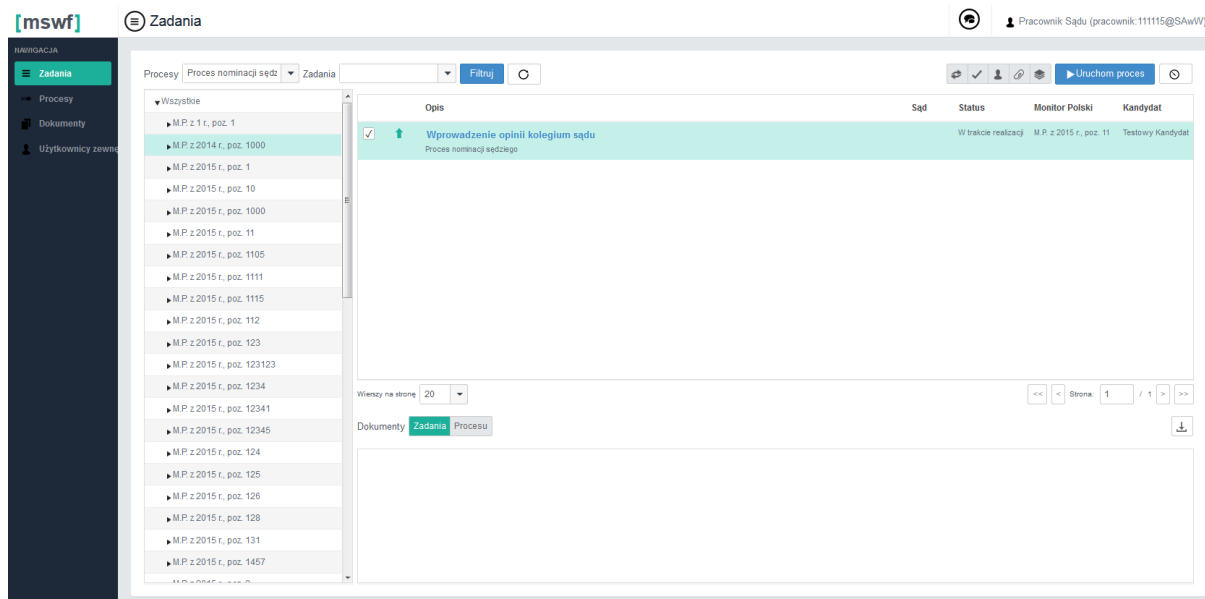 [mswf]
Zadania
Pracownik Sądu (pracownik:111115@SAwW)
NAWIGACJA
Zadania
Procesy
Dokumenty
Użytkownicy zewnę
Procesy Proces nominacji sędz Zadania Filtruj Uruchom proces
Wszystkie
M.P. z 1 r., poz. 1
M.P. z 2014 r., poz. 1000
M.P. z 2015 r., poz. 1
M.P. z 2015 r., poz. 10
M.P. z 2015 r., poz. 1000
M.P. z 2015 r., poz. 11
M.P. z 2015 r., poz. 1105
M.P. z 2015 r., poz. 1111
M.P. z 2015 r., poz. 1115
M.P. z 2015 r., poz. 112
M.P. z 2015 r., poz. 123
M.P. z 2015 r., poz. 123123
M.P. z 2015 r., poz. 1234
M.P. z 2015 r., poz. 12341
M.P. z 2015 r., poz. 12345
M.P. z 2015 r., poz. 124
M.P. z 2015 r., poz. 125
M.P. z 2015 r., poz. 126
M.P. z 2015 r., poz. 128
M.P. z 2015 r., poz. 131
M.P. z 2015 r., poz. 1457
Opis Sąd Status Monitor Polski Kandydat
Wprowadzenie opinii kolegium sądu W trakcie realizacji M.P. z 2015 r., poz. 11 Testowy Kandydat
Proces nominacji sędziego
Wierszy na stronę 20 << < Strona: 1 / 1 > >>
Dokumenty Zadania Procesu